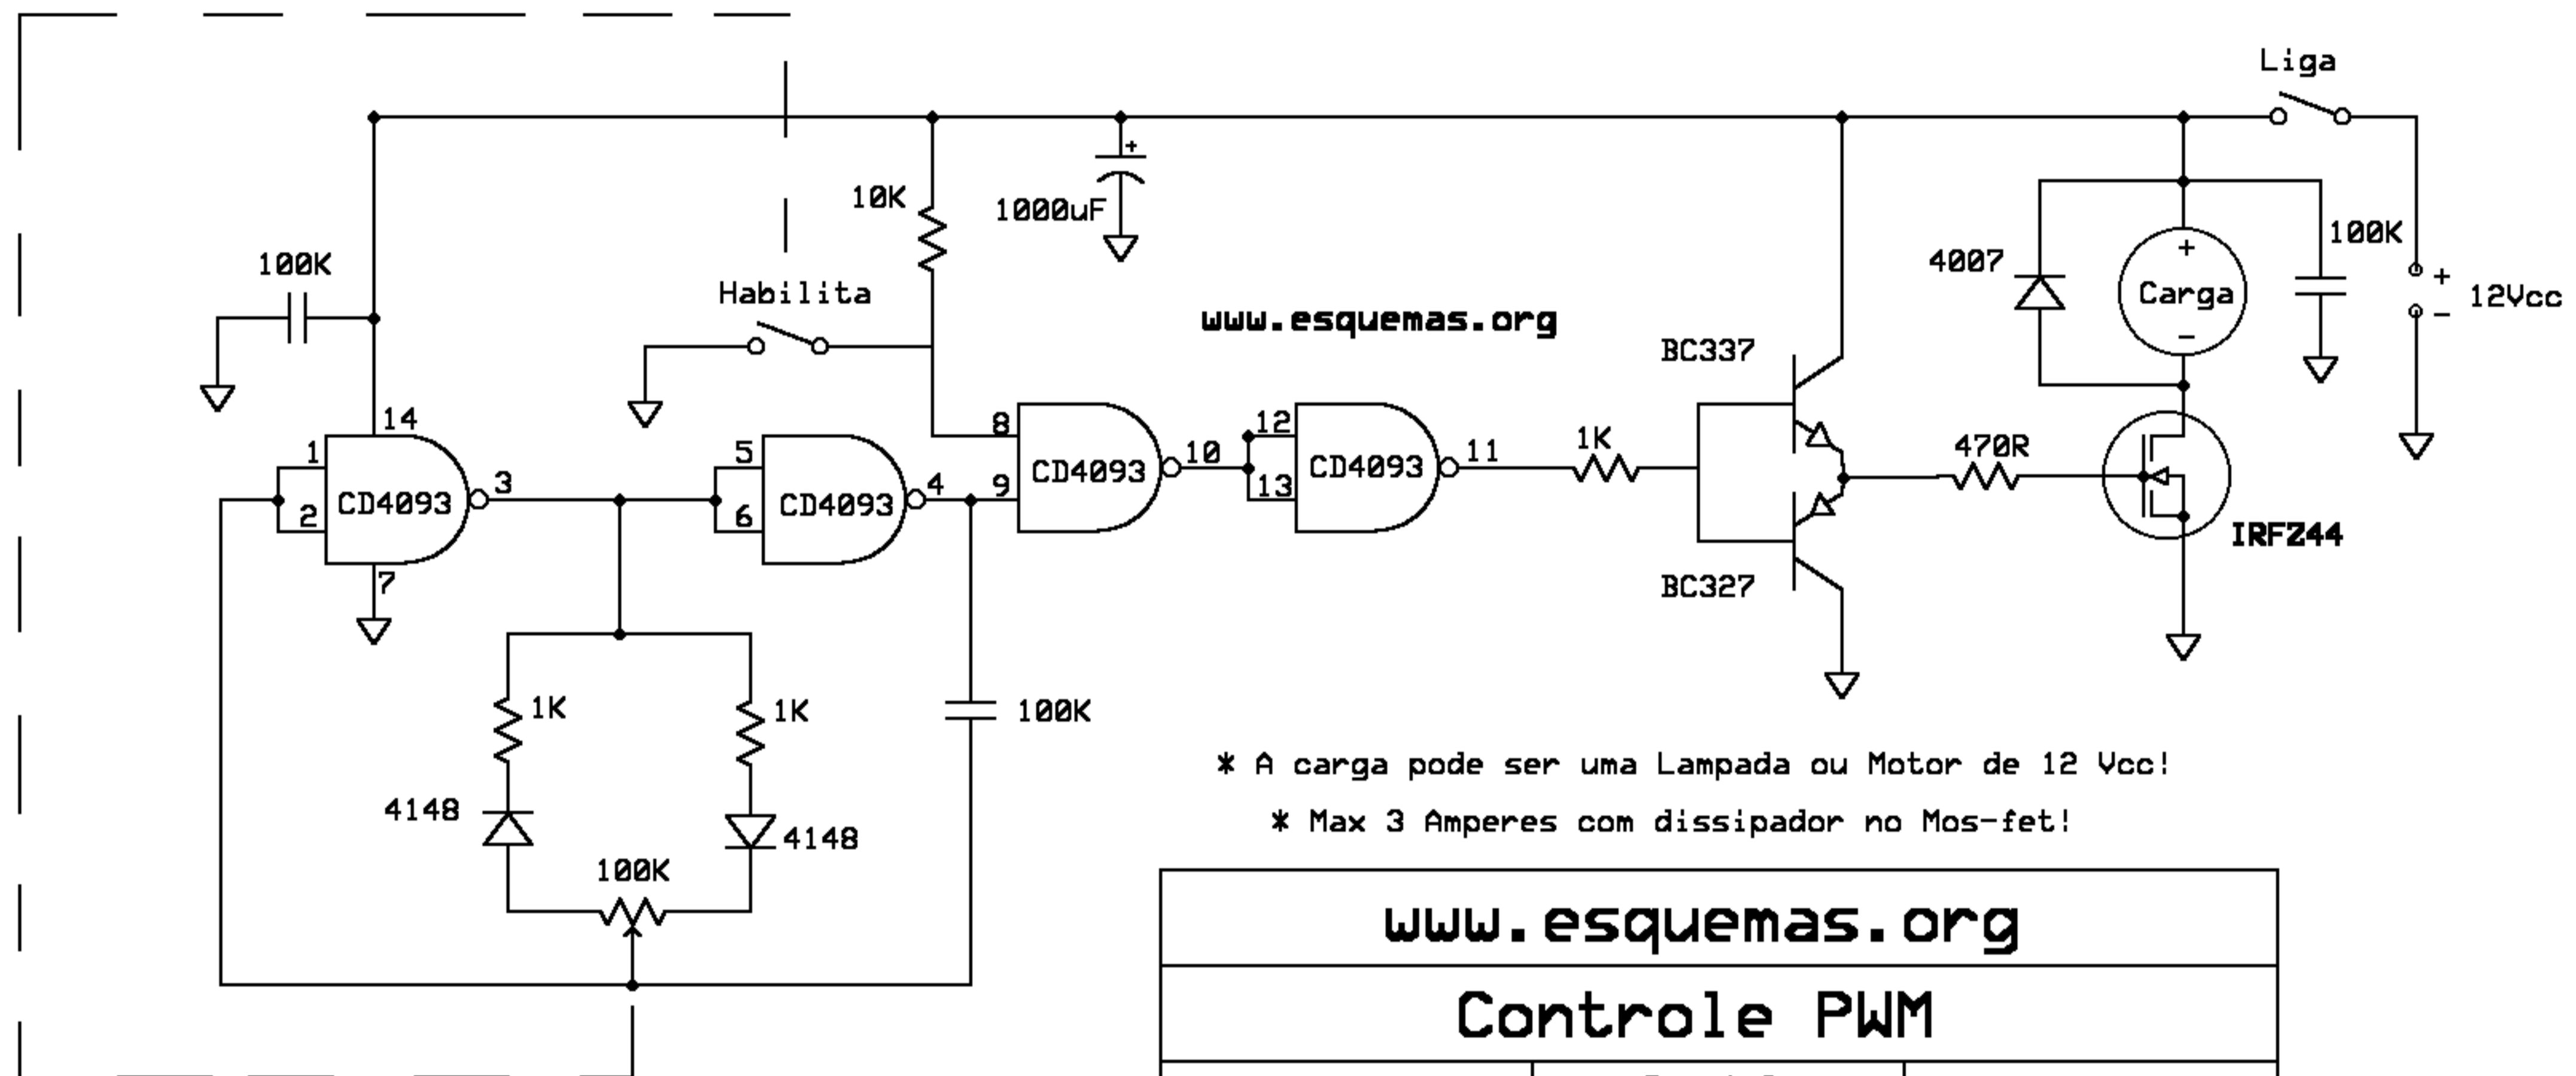 Liga
10K
1000uF
+
100K
Habilita
www.esquemas.org
4007
+
Carga
-
100K
+
-
12Vcc
BC337
14
1
2
CD4093
3
7
5
6
CD4093
4
8
9
CD4093
10
12
13
CD4093
11
1K
470R
IRFZ44
BC327
1K
1K
100K
4148
4148
100K
* A carga pode ser uma Lampada ou Motor de 12 Vcc!
* Max 3 Amperes com dissipador no Mos-fet!
www.esquemas.org
Controle PWM